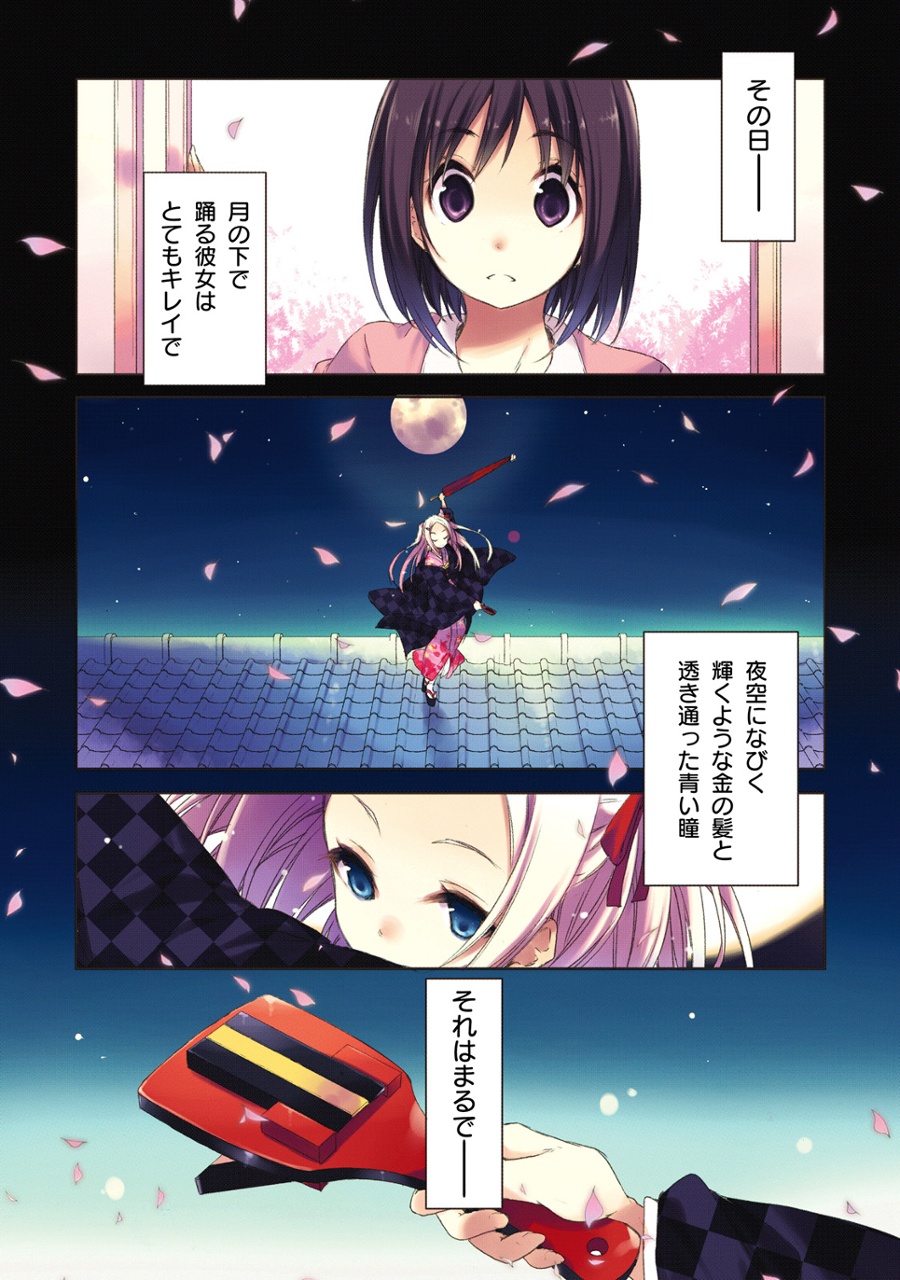 その日──
月の下で
踊る彼女は
とてもキレイで
夜空になびく
輝くような金の髪と
透き通った青い瞳
それはまるで──